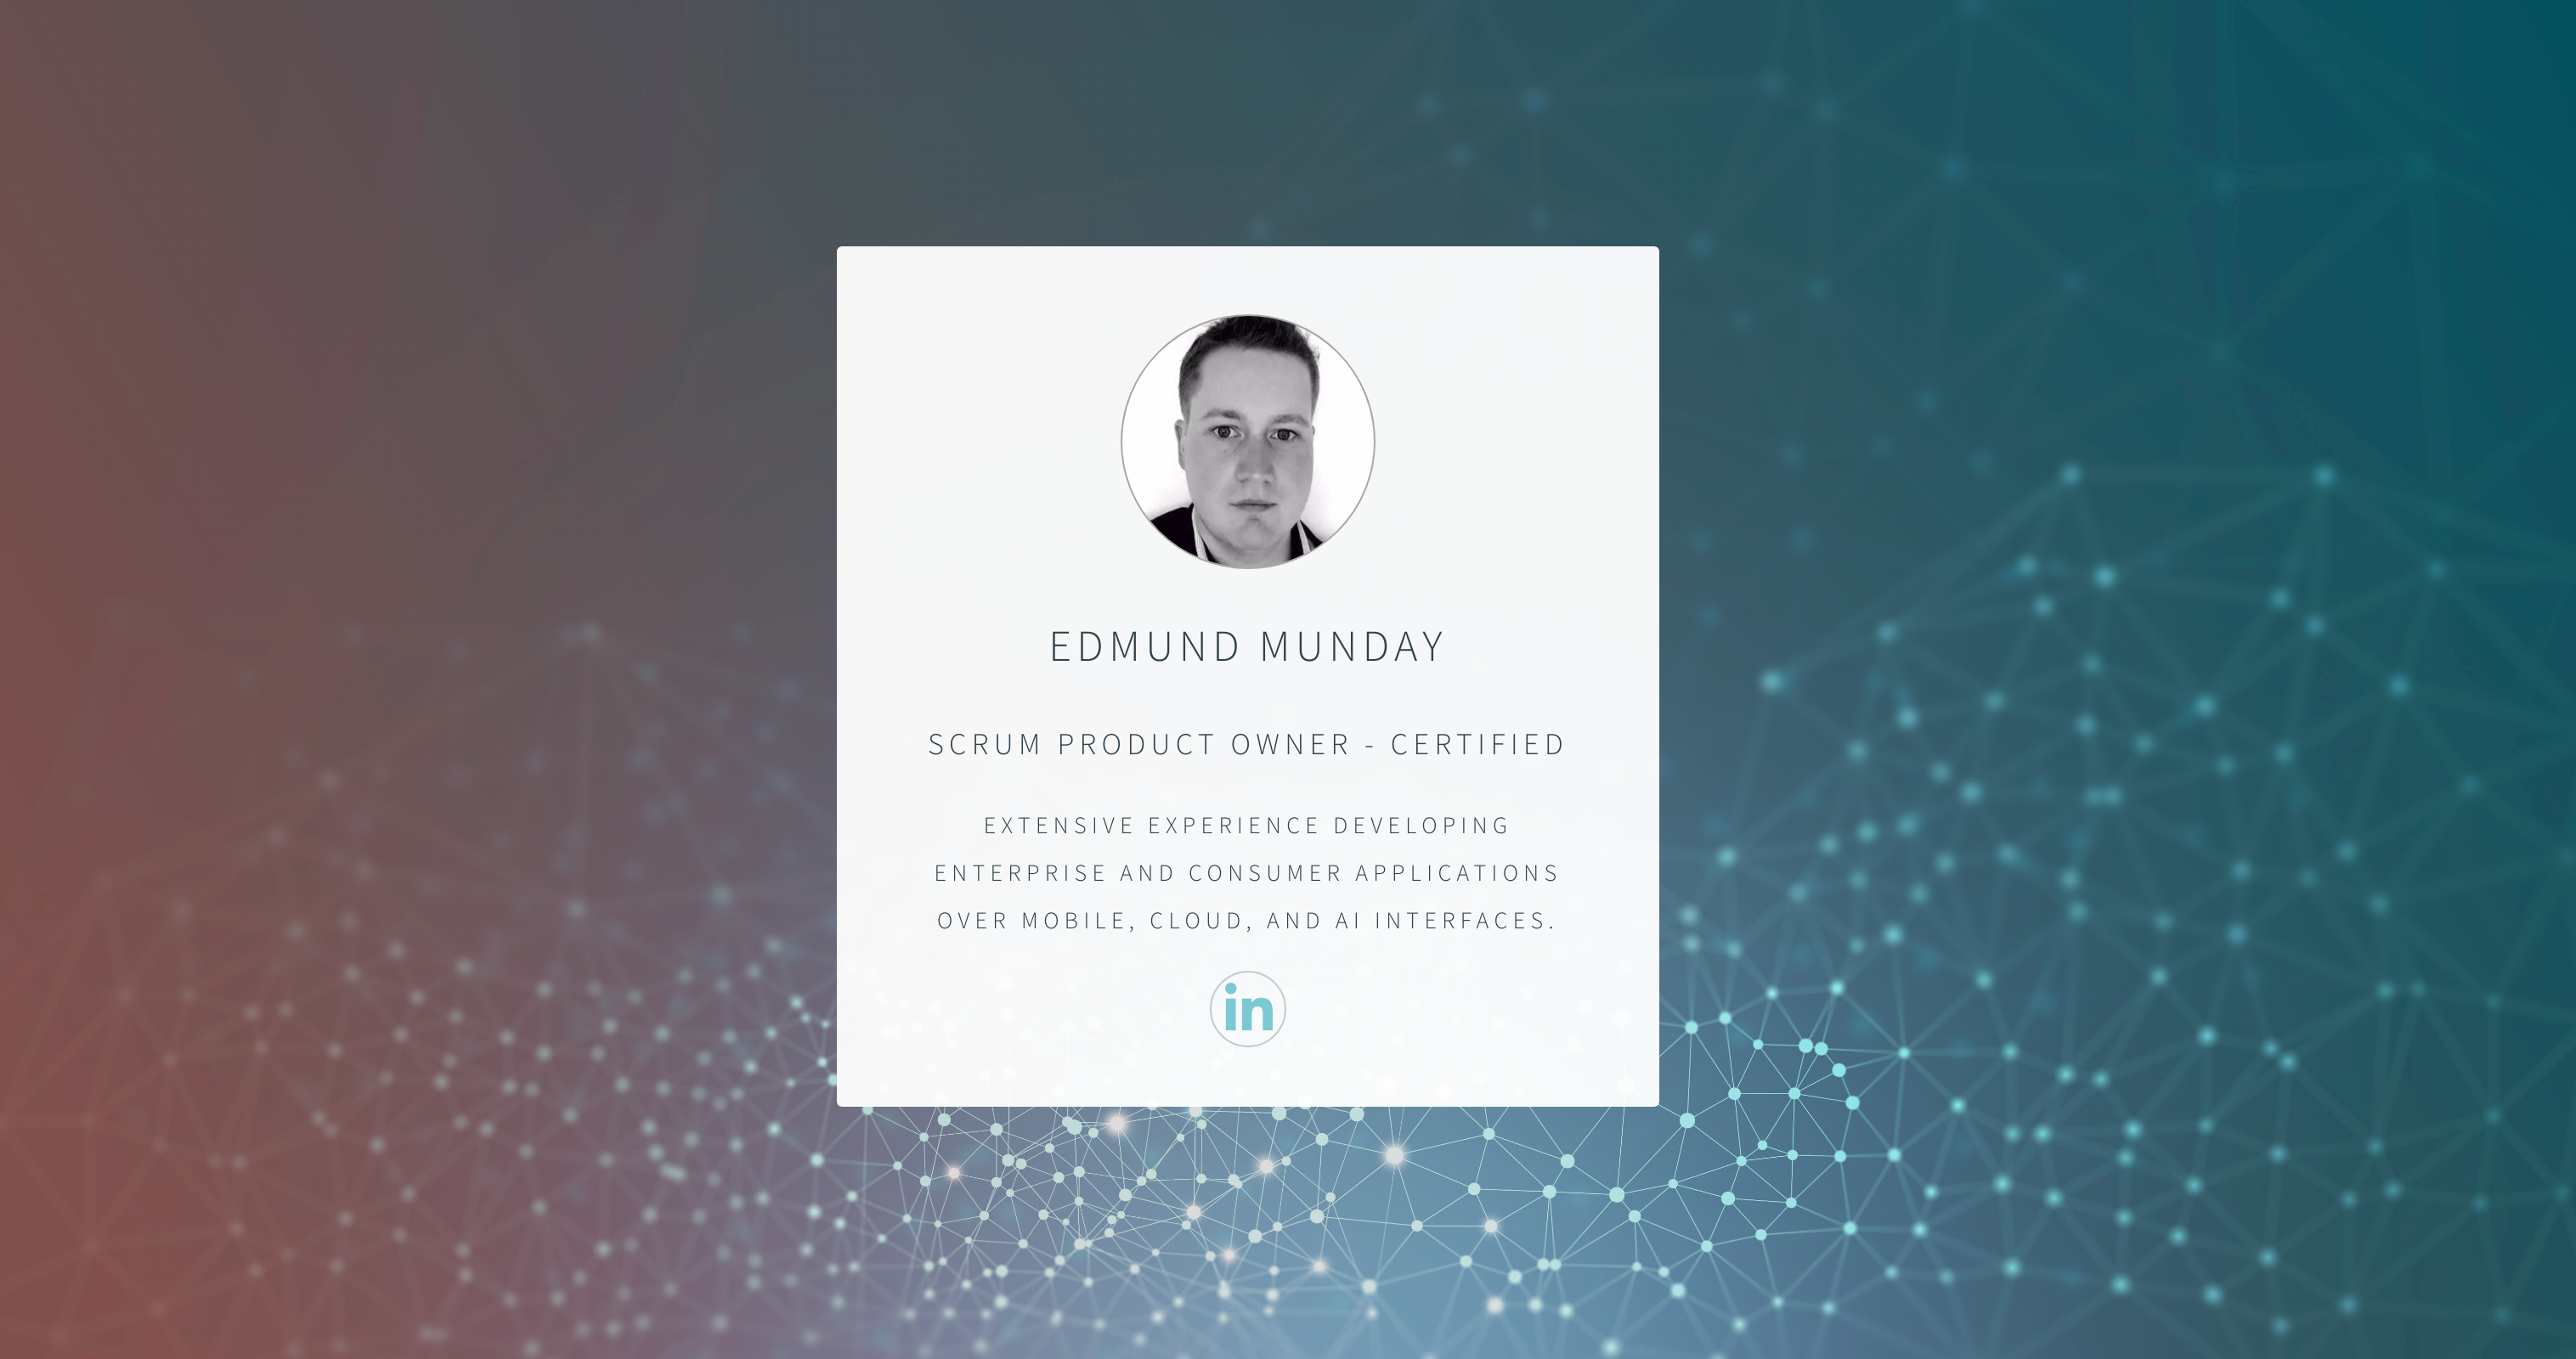 EDMUND MUNDAY
SCRUM PRODUCT OWNER - CERTIFIED
EXTENSIVE EXPERIENCE DEVELOPING
ENTERPRISE AND CONSUMER APPLICATIONS
OVER MOBILE, CLOUD, AND AI INTERFACES.
in